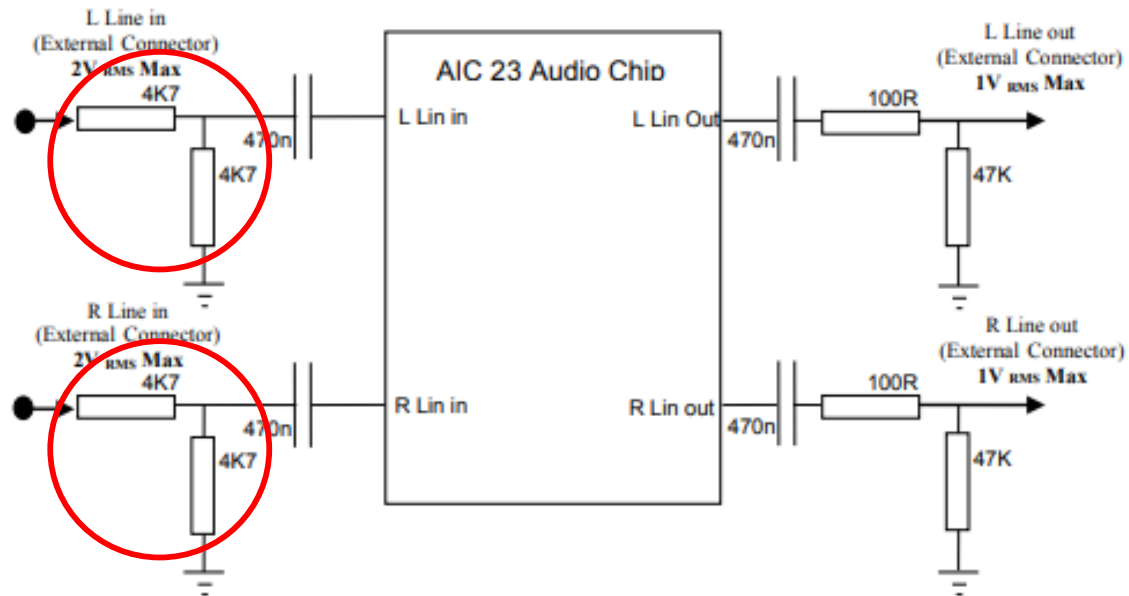 L Line in
(External Connector)
2V RMS Max
4K7
470n
4K7
L Lin in
AIC 23 Audio Chip
L Lin Out
470n
100R
L Line out
(External Connector)
1V RMS Max
47K
R Line in
(External Connector)
2V RMS Max
4K7
470n
4K7
R Lin in
R Lin out
470n
100R
R Line out
(External Connector)
1V RMS Max
47K